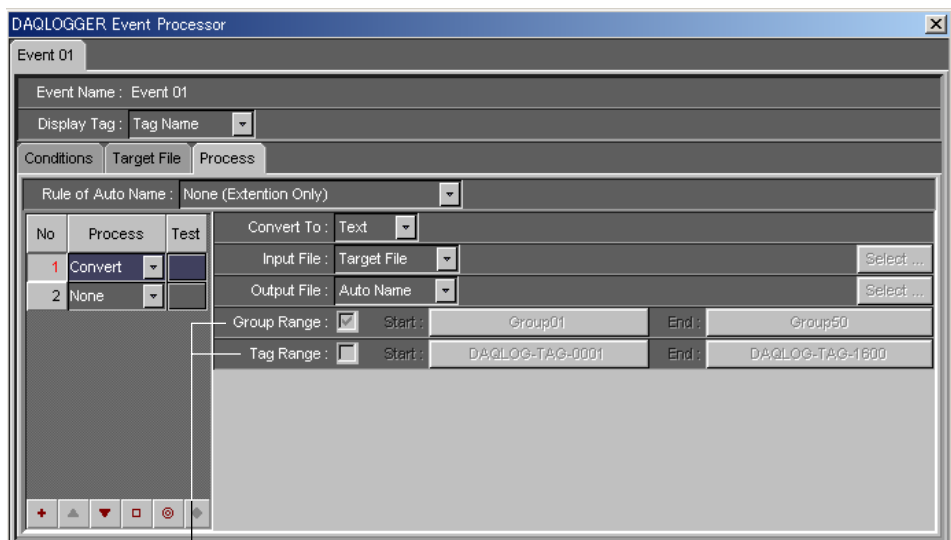 DAQLOGGER Event Processor
Event 01
Event Name : Event 01
Display Tag : Tag Name
Conditions Target File Process
Rule of Auto Name : None (Extention Only)
No Process Test
1 Convert
2 None
Convert To : Text
Input File : Target File Select ...
Output File : Auto Name Select ...
Group Range : Start : Group01 End : Group50
Tag Range : Start : DAQLOG-TAG-0001 End : DAQLOG-TAG-1600